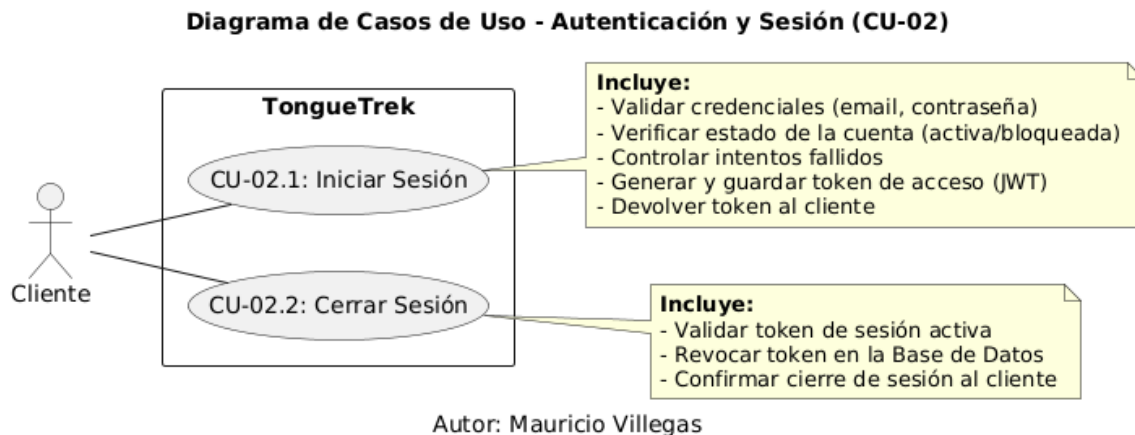 Diagrama de Casos de Uso - Autenticación y Sesión (CU-02)
TongueTrek
Incluye:
- Validar credenciales (email, contraseña)
- Verificar estado de la cuenta (activa/bloqueada)
- Controlar intentos fallidos
- Generar y guardar token de acceso (JWT)
- Devolver token al cliente
CU-02.1: Iniciar Sesión
Cliente
CU-02.2: Cerrar Sesión
Incluye:
- Validar token de sesión activa
- Revocar token en la Base de Datos
- Confirmar cierre de sesión al cliente
Autor: Mauricio Villegas